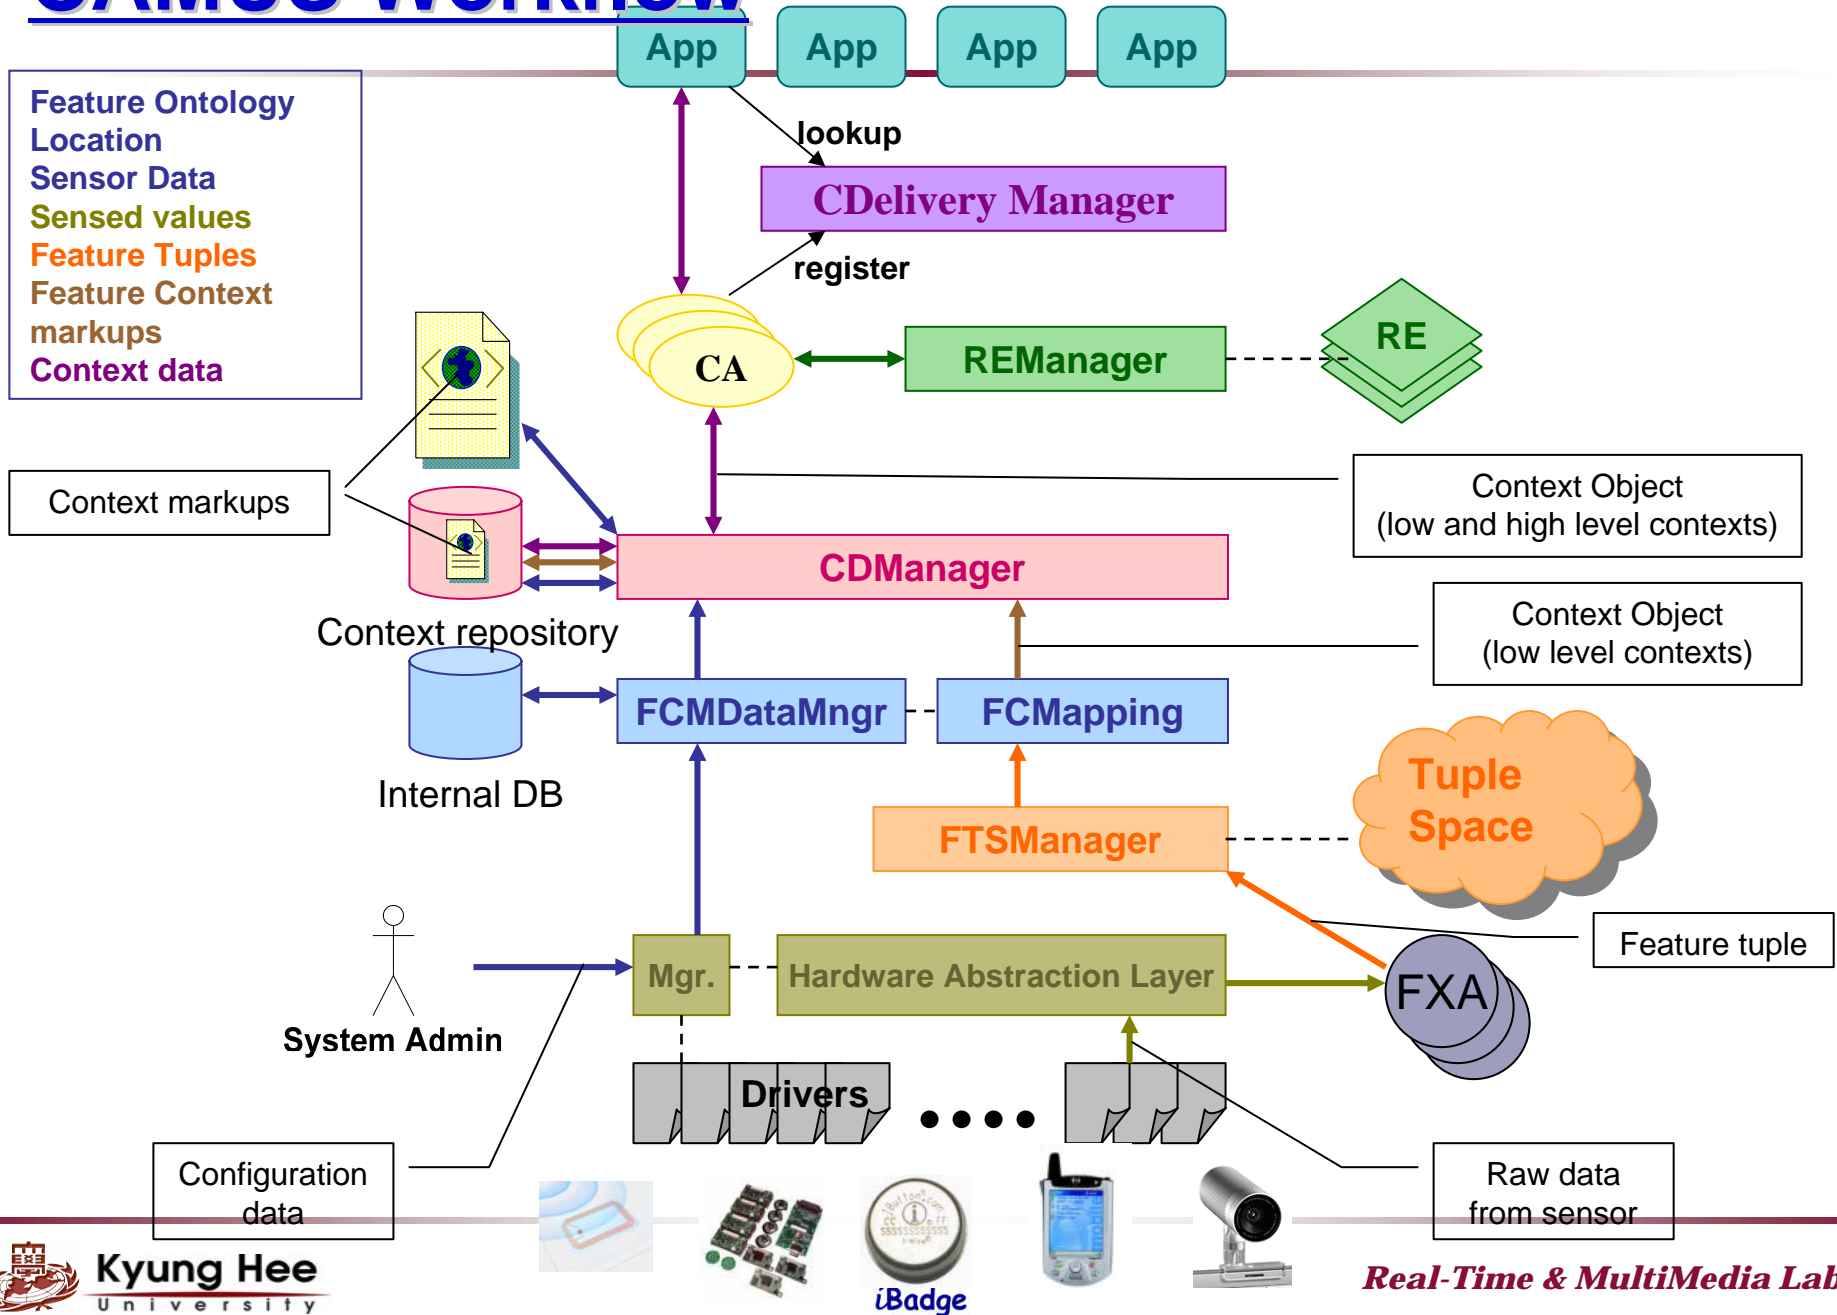 CAMUS Workflow
App
App
App
App
Feature Ontology
Location
Sensor Data
Sensed values
Feature Tuples
Feature Context
markups
Context data
lookup
CDelivery Manager
register
CA
REManager
RE
Context markups
Context Object
(low and high level contexts)
CDManager
Context repository
Context Object
(low level contexts)
FCMDataMngr
FCMapping
Internal DB
Tuple
Space
FTSManager
Feature tuple
Mgr.
Hardware Abstraction Layer
FXA
System Admin
Drivers
Configuration
data
Raw data
from sensor
iBadge
Kyung Hee
University
Real-Time & MultiMedia Lab